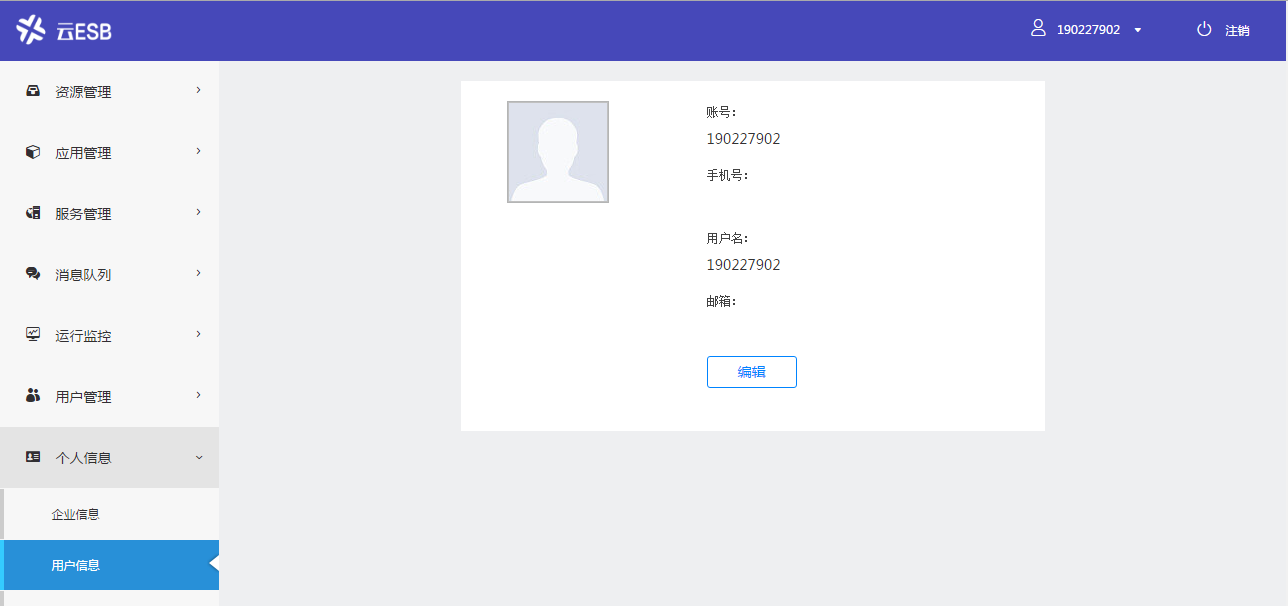 云ESB
190227902
注销
资源管理
应用管理
服务管理
消息队列
运行监控
用户管理
个人信息
企业信息
用户信息
账号：
190227902
手机号：
用户名：
190227902
邮箱：
编辑